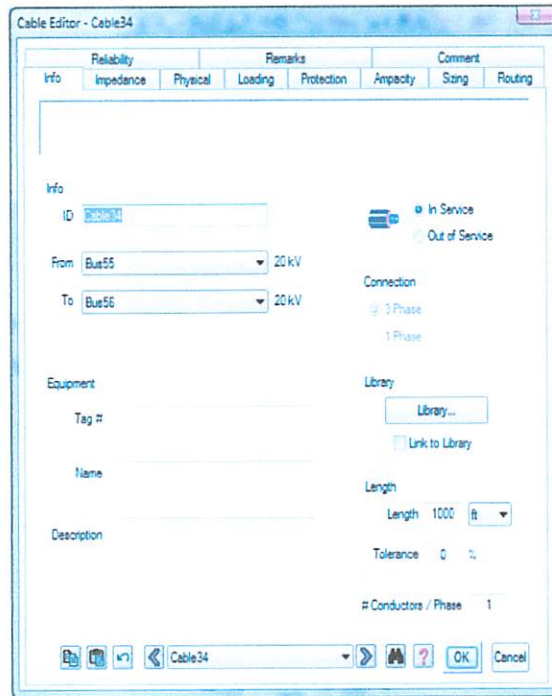 Cable Editor - Cable34
Reliability Remarks Comment
Info Impedance Physical Loading Protection Ampacity Sizing Routing
Info
ID Cable34
In Service
Out of Service
From Bus55 20 kV
To Bus56 20 kV
Connection
3 Phase
1 Phase
Equipment
Tag #
Name
Description
Library
Library...
Link to Library
Length
Length 1000 ft
Tolerance 0 %
# Conductors / Phase 1
Cable34
?
OK
Cancel